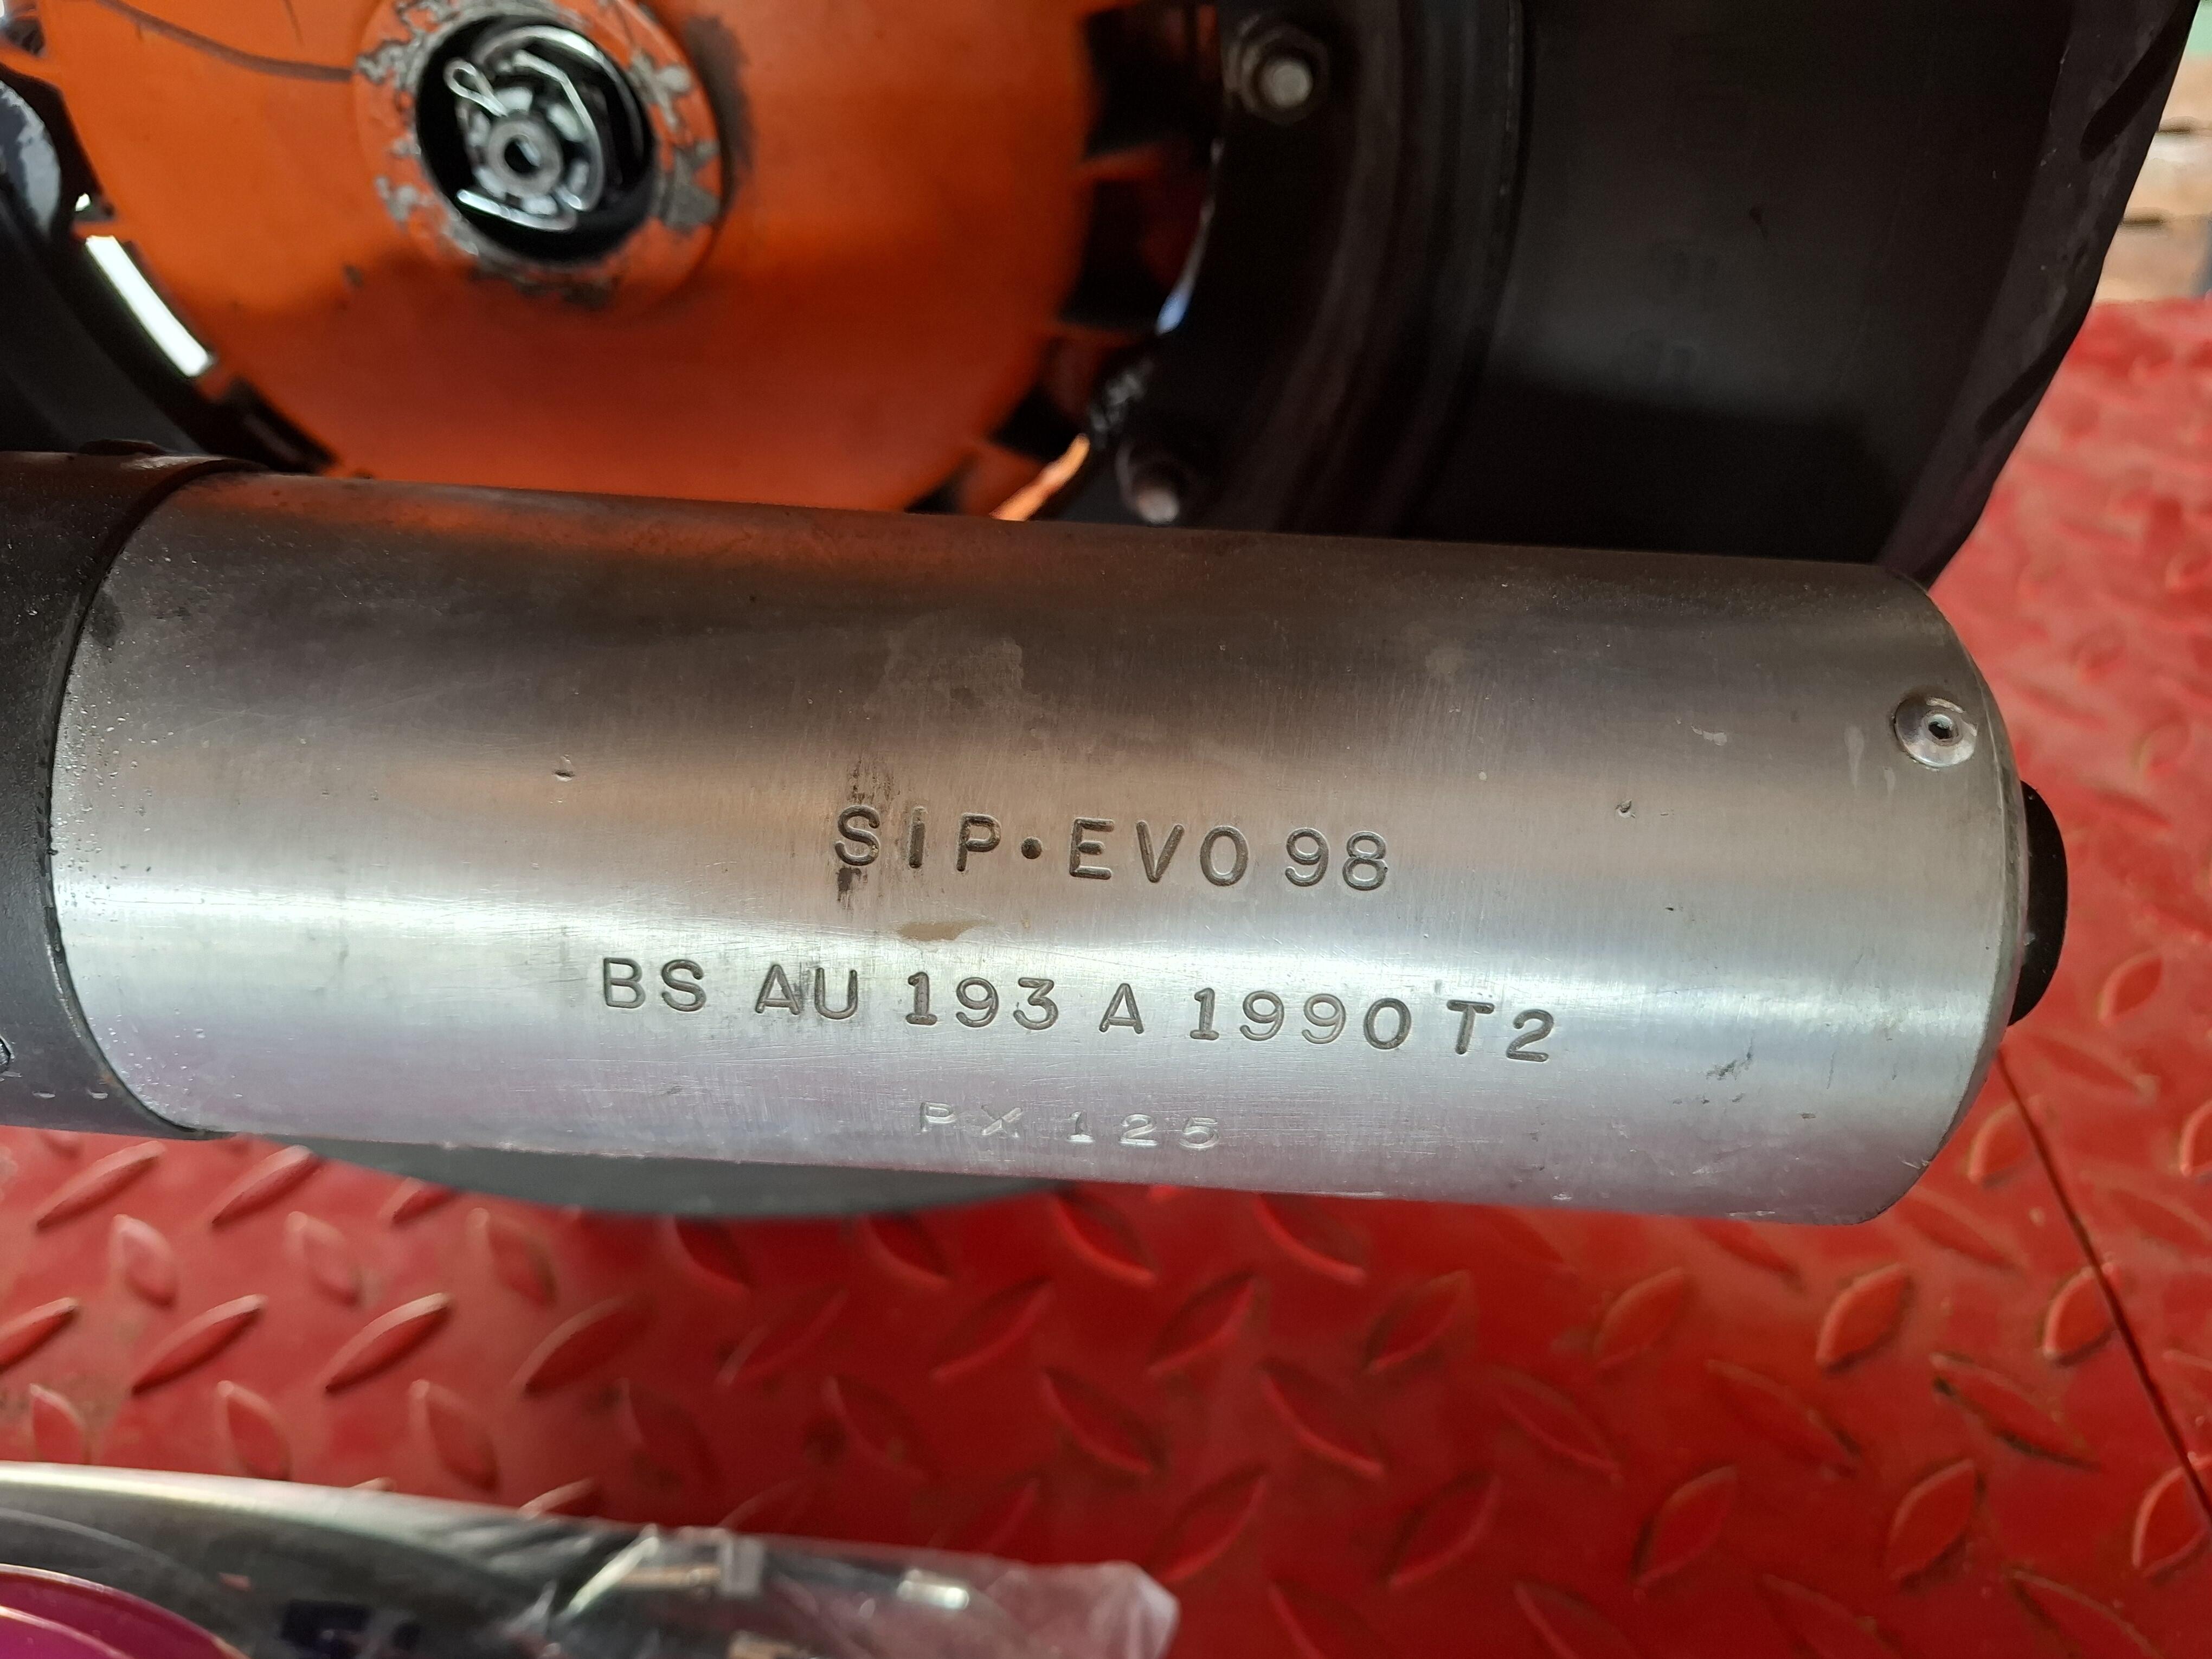 SIP•EVO 98
BS AU 193 A 1990 T2
PX 125